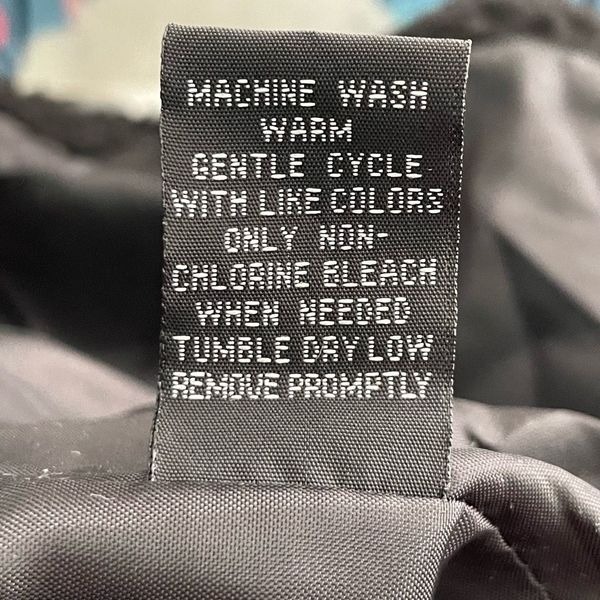 MACHINE WASH
WARM
GENTLE CYCLE
WITH LIKE COLORS
ONLY NON-
CHLORINE BLEACH
WHEN NEEDED
TUMBLE DRY LOW
REMOVE PROMPTLY